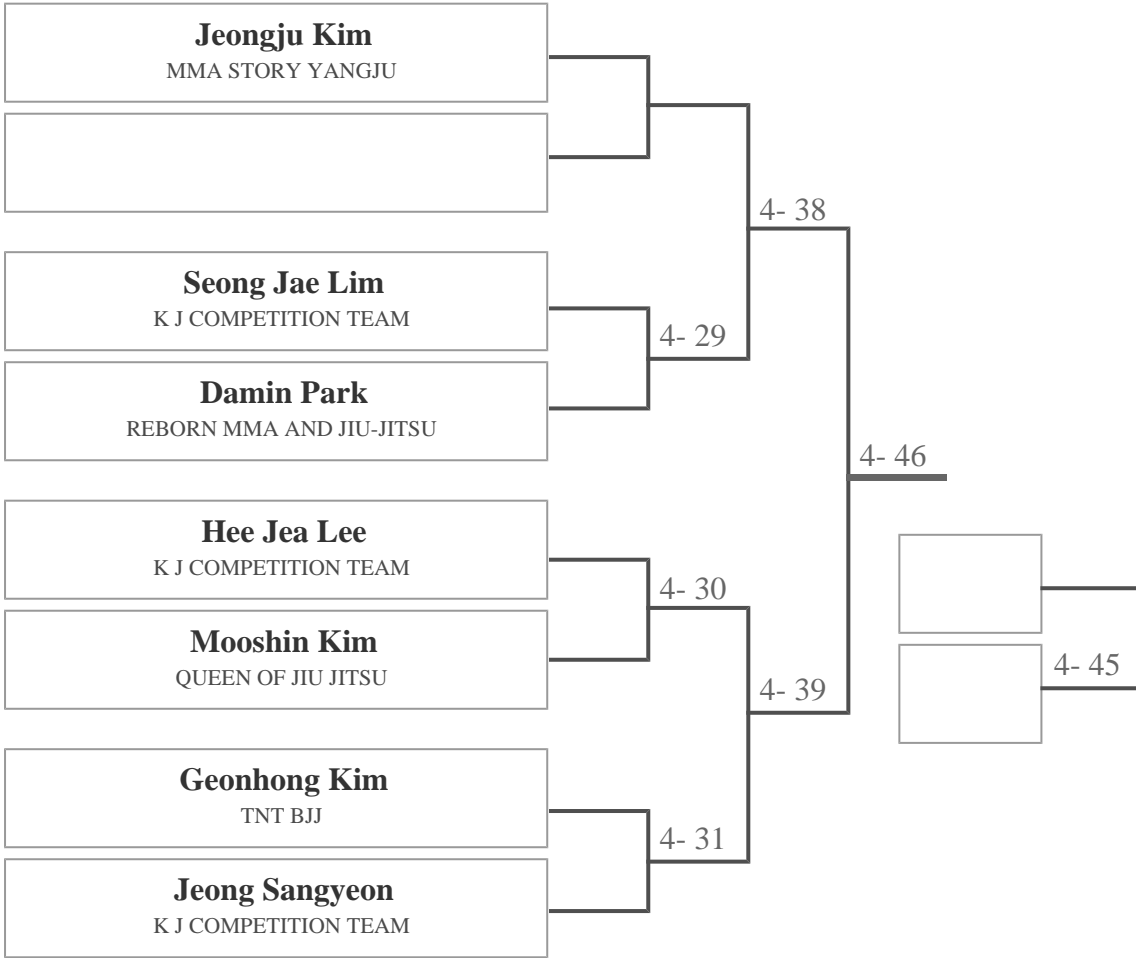 Jeongju Kim
MMA STORY YANGJU
4- 38
Seong Jae Lim
K J COMPETITION TEAM
4- 29
Damin Park
REBORN MMA AND JIU-JITSU
4- 46
Hee Jea Lee
K J COMPETITION TEAM
4- 30
Mooshin Kim
QUEEN OF JIU JITSU
4- 39
4- 45
Geonhong Kim
TNT BJJ
4- 31
Jeong Sangyeon
K J COMPETITION TEAM